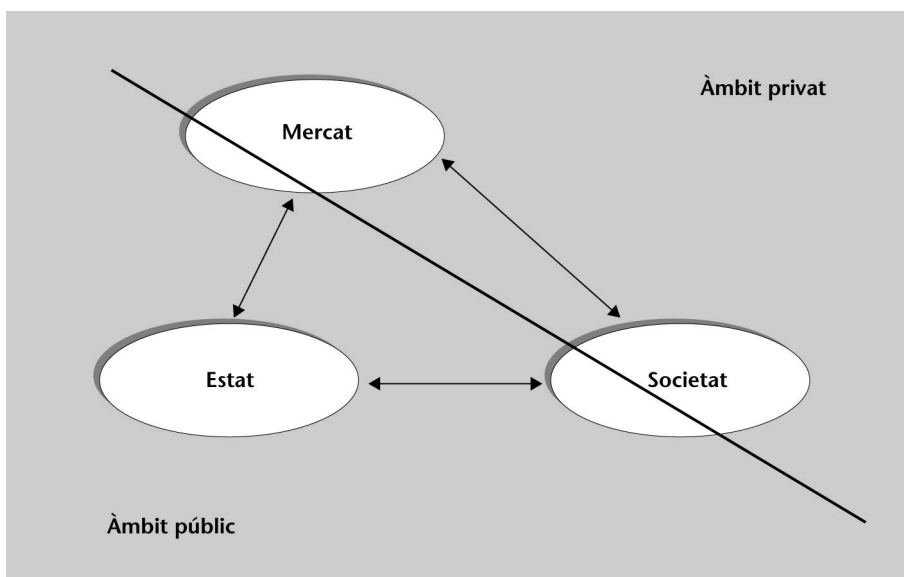 Àmbit privat
Mercat
Estat
Societat
Àmbit públic